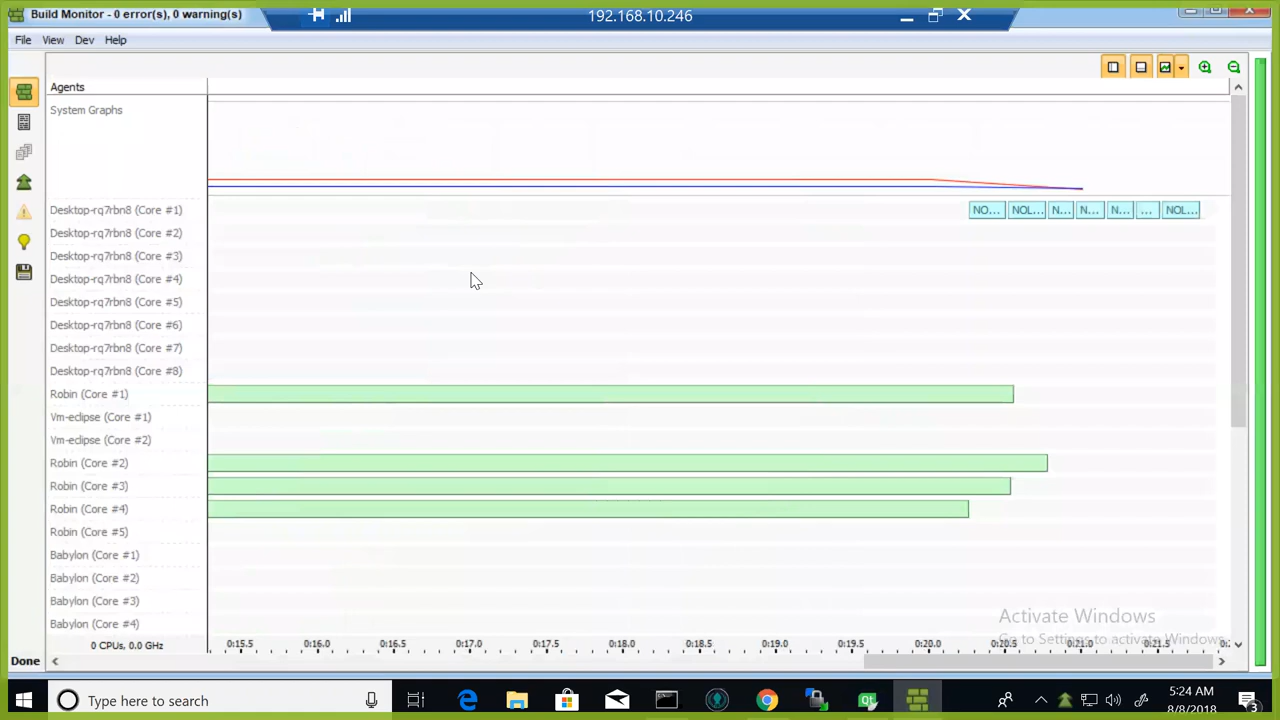 Build Monitor - 0 error(s), 0 warning(s)
192.168.10.246
File View Dev Help
Agents
System Graphs
Desktop-rq7rbn8 (Core #1) NO... NOL... N... N... N... ... NOL...
Desktop-rq7rbn8 (Core #2)
Desktop-rq7rbn8 (Core #3)
Desktop-rq7rbn8 (Core #4)
Desktop-rq7rbn8 (Core #5)
Desktop-rq7rbn8 (Core #6)
Desktop-rq7rbn8 (Core #7)
Desktop-rq7rbn8 (Core #8)
Robin (Core #1)
Vm-eclipse (Core #1)
Vm-eclipse (Core #2)
Robin (Core #2)
Robin (Core #3)
Robin (Core #4)
Robin (Core #5)
Babylon (Core #1)
Babylon (Core #2)
Babylon (Core #3)
Babylon (Core #4)
Activate Windows
Go to Settings to activate Windows.
0 CPUs, 0.0 GHz 0:15.5 0:16.0 0:16.5 0:17.0 0:17.5 0:18.0 0:18.5 0:19.0 0:19.5 0:20.0 0:20.5 0:21.0 0:21.5
Done
Type here to search
Qt
5:24 AM
8/8/2018
3